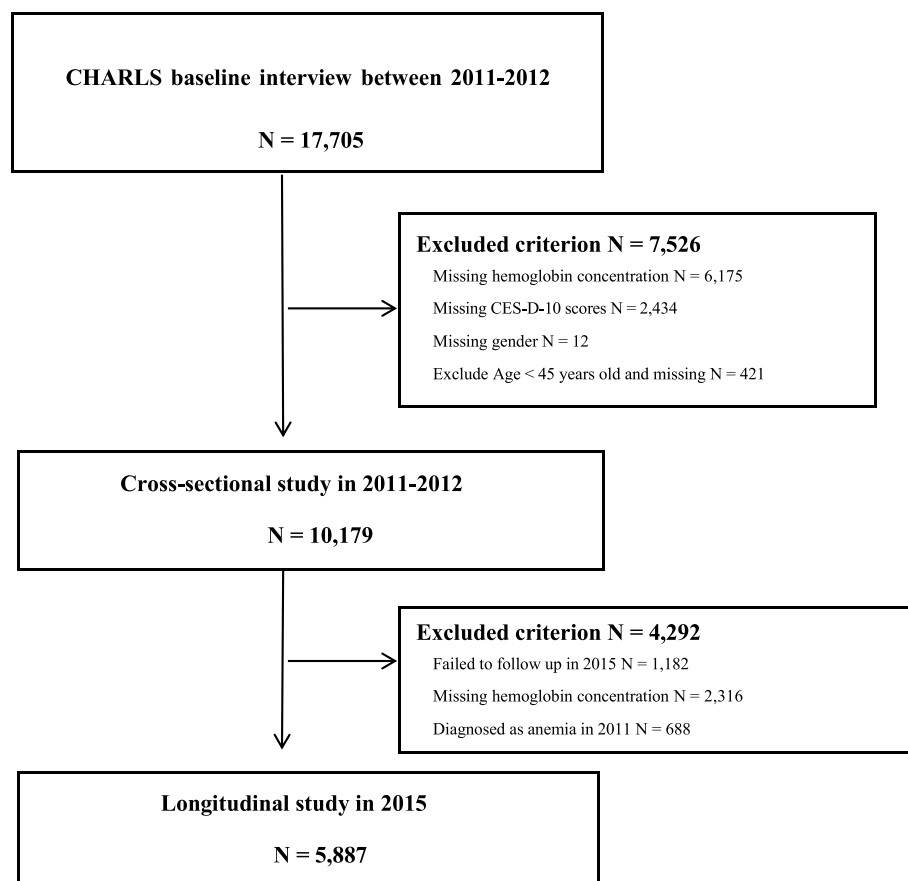 CHARLS baseline interview between 2011-2012
N = 17,705
Excluded criterion N = 7,526
Missing hemoglobin concentration N = 6,175
Missing CES-D-10 scores N = 2,434
Missing gender N = 12
Exclude Age < 45 years old and missing N = 421
Cross-sectional study in 2011-2012
N = 10,179
Excluded criterion N = 4,292
Failed to follow up in 2015 N = 1,182
Missing hemoglobin concentration N = 2,316
Diagnosed as anemia in 2011 N = 688
Longitudinal study in 2015
N = 5,887